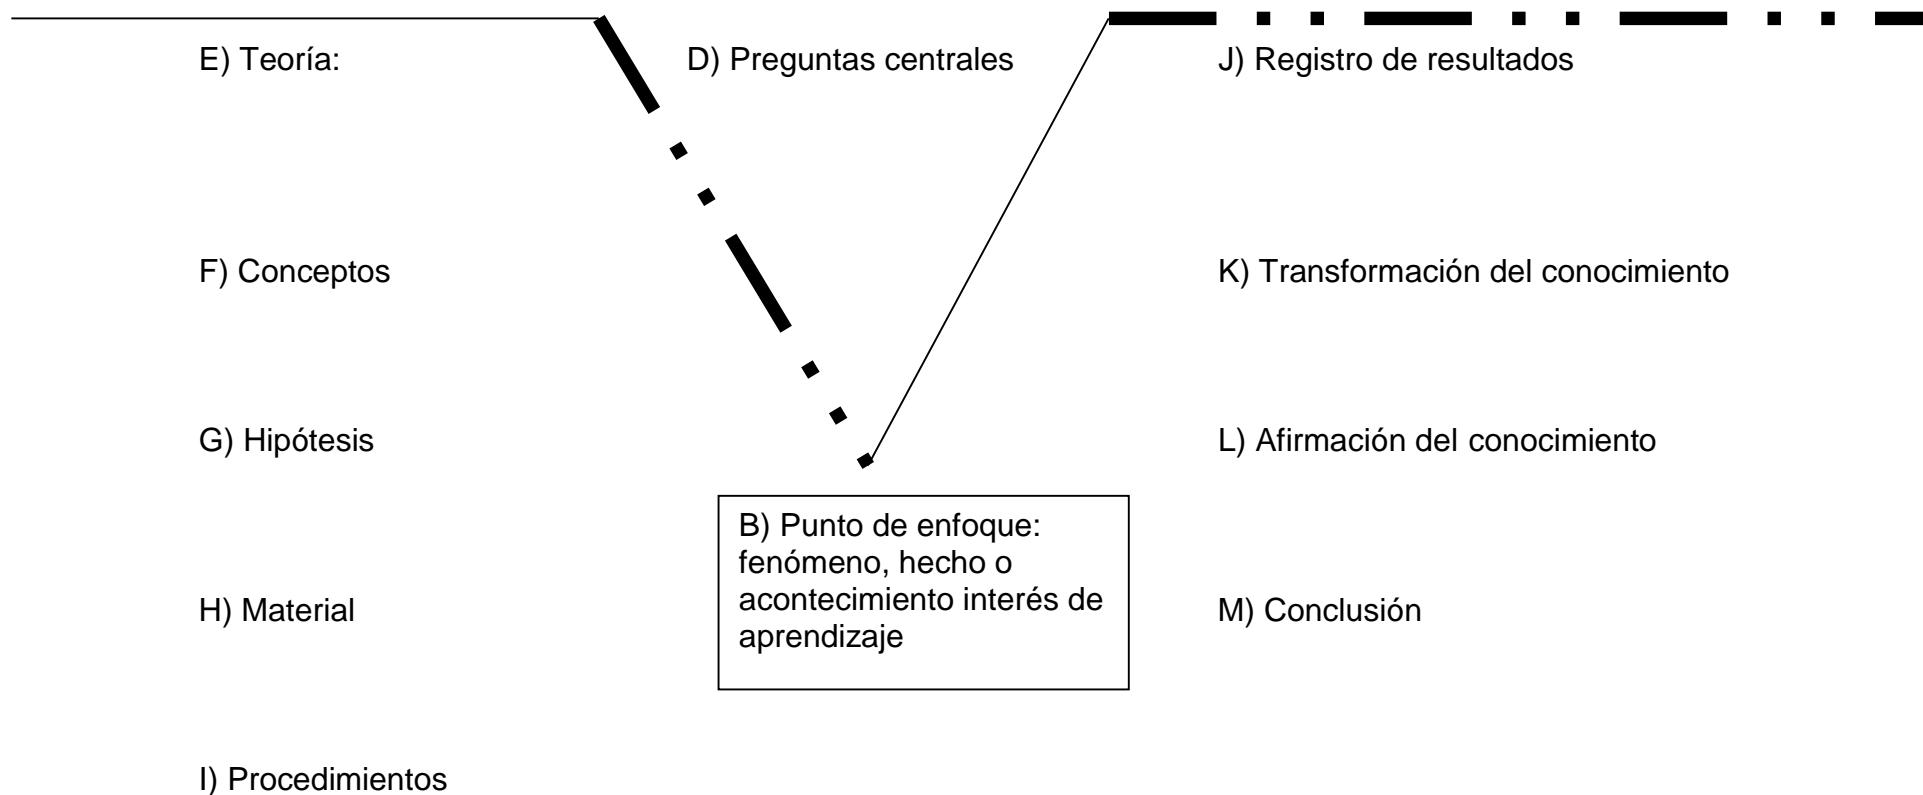 E) Teoría:
D) Preguntas centrales
J) Registro de resultados
F) Conceptos
K) Transformación del conocimiento
G) Hipótesis
L) Afirmación del conocimiento
B) Punto de enfoque:
fenómeno, hecho o
acontecimiento interés de
aprendizaje
H) Material
M) Conclusión
I) Procedimientos